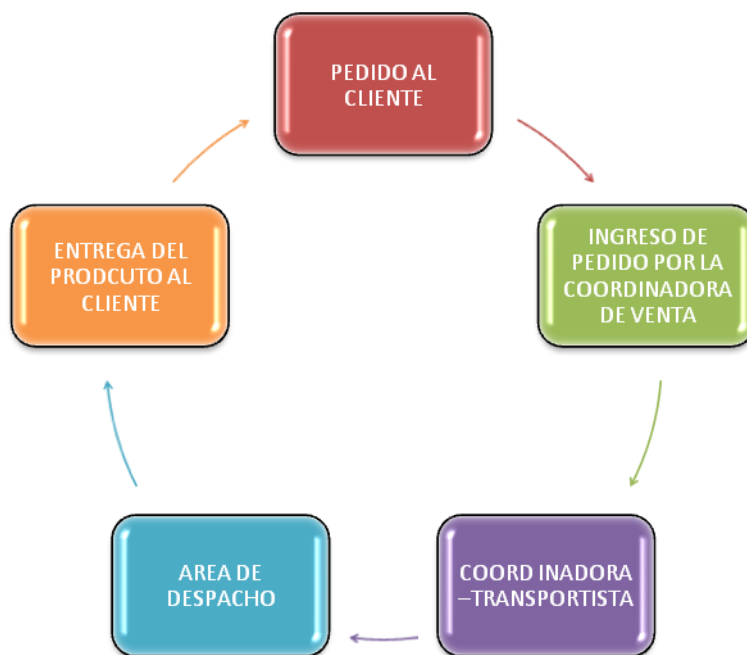 PEDIDO AL
CLIENTE
INGRESO DE
PEDIDO POR LA
COORDINADORA
DE VENTA
COORD INADORA
–TRANSPORTISTA
AREA DE
DESPACHO
ENTREGA DEL
PRODCUTO AL
CLIENTE